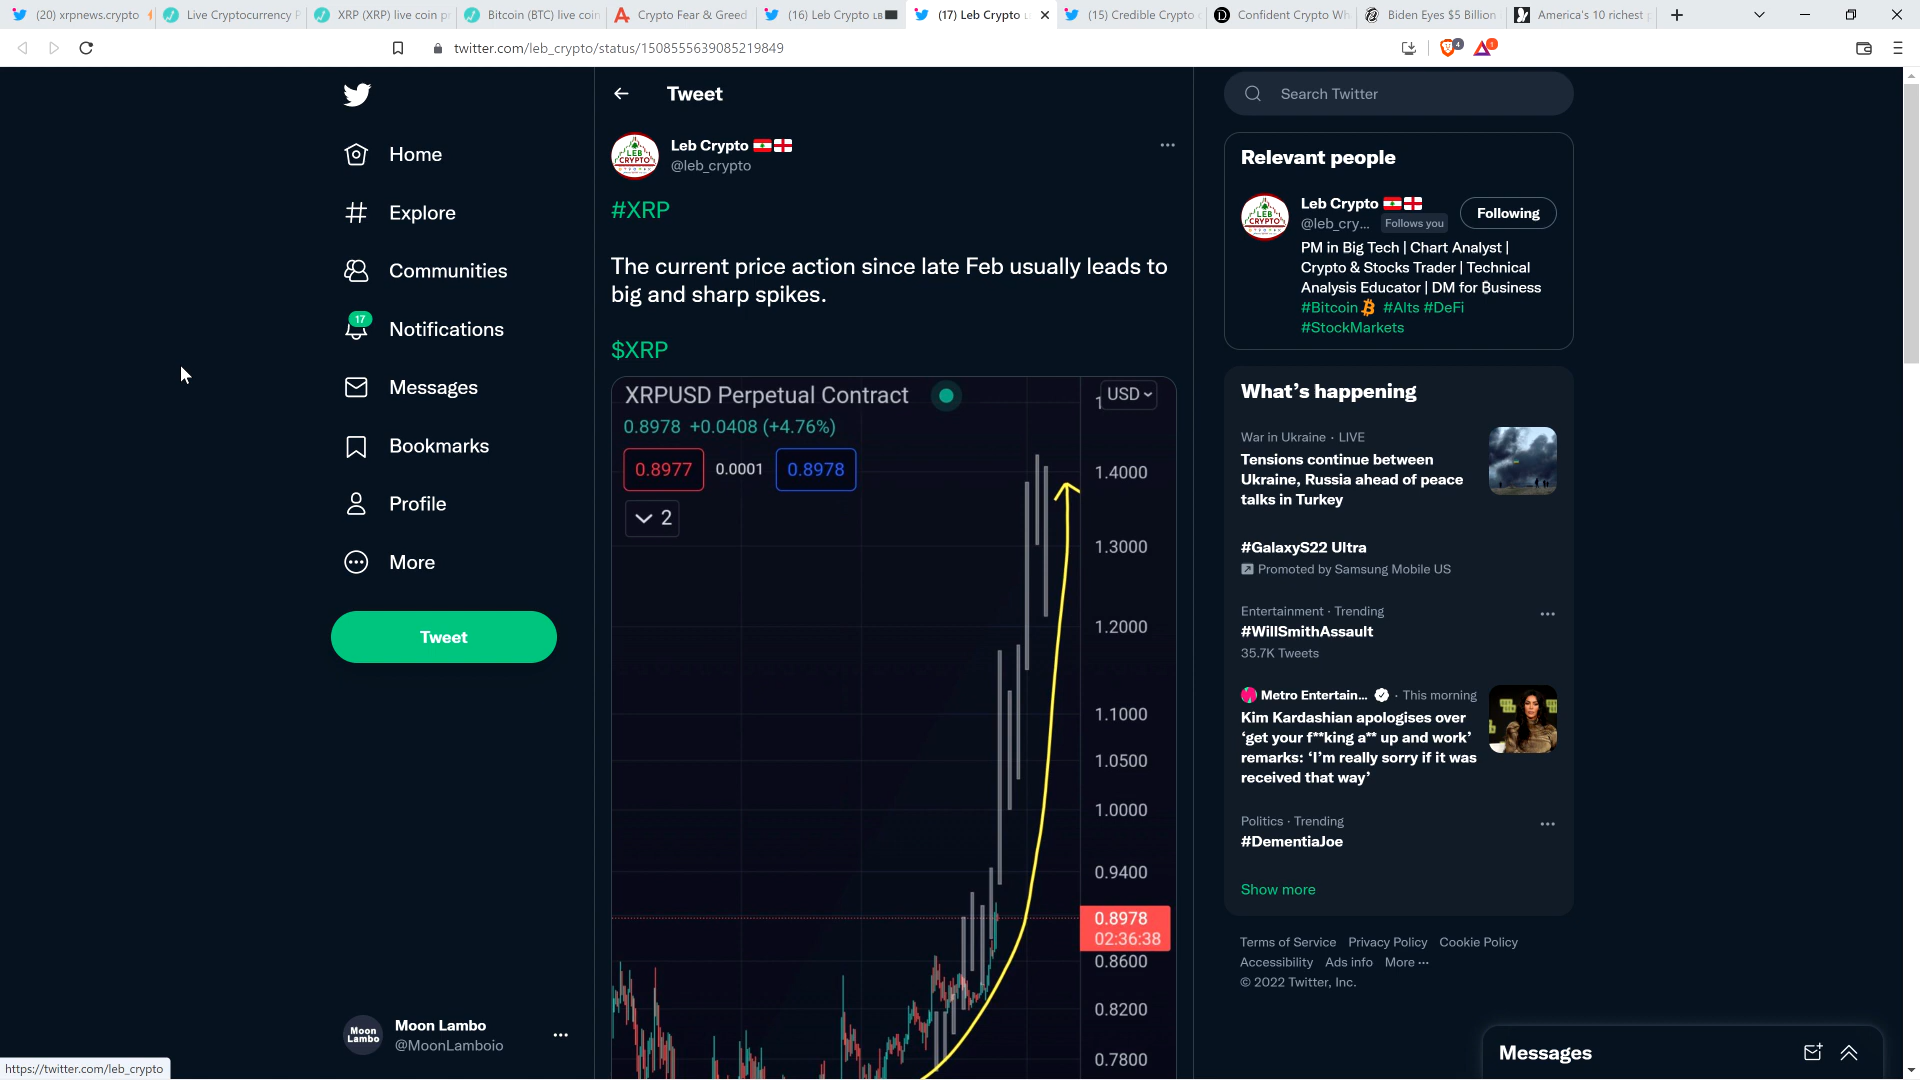 (20) xrpnews.crypto
Live Cryptocurrency P
XRP (XRP) live coin pr
Bitcoin (BTC) live coin
Crypto Fear & Greed
(16) Leb Crypto
(17) Leb Crypto
(15) Credible Crypto
Confident Crypto Wh
Biden Eyes $5 Billion
America's 10 richest
twitter.com/leb_crypto/status/1508555639085219849
4
1
Home
Explore
Communities
17
Notifications
Messages
Bookmarks
Profile
More
Tweet
Moon Lambo
Moon Lambo
@MoonLamboio
https://twitter.com/leb_crypto
Tweet
LEB CRYPTO
Leb Crypto
@leb_crypto
#XRP
The current price action since late Feb usually leads to
big and sharp spikes.
$XRP
XRPUSD Perpetual Contract
USD
0.8978 +0.0408 (+4.76%)
0.8977
0.0001
0.8978
2
1.4000
1.3000
1.2000
1.1000
1.0500
1.0000
0.9400
0.8978
02:36:38
0.8600
0.8200
0.7800
Search Twitter
Relevant people
LEB CRYPTO
Leb Crypto
@leb_cry... Follows you
Following
PM in Big Tech | Chart Analyst |
Crypto & Stocks Trader | Technical
Analysis Educator | DM for ₿usiness
#Bitcoin #Alts #DeFi
#StockMarkets
What's happening
War in Ukraine · LIVE
Tensions continue between
Ukraine, Russia ahead of peace
talks in Turkey
#GalaxyS22 Ultra
Promoted by Samsung Mobile US
Entertainment · Trending
#WillSmithAssault
35.7K Tweets
Metro Entertain... · This morning
Kim Kardashian apologises over
‘get your f**king a** up and work’
remarks: ‘I’m really sorry if it was
received that way’
Politics · Trending
#DementiaJoe
Show more
Terms of Service Privacy Policy Cookie Policy
Accessibility Ads info More ···
© 2022 Twitter, Inc.
Messages